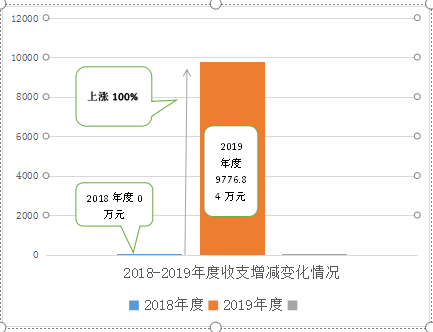 12000
10000
8000
6000
4000
2000
0
上涨 100%
2018 年度 0
万元
2019
年度
9776.8
4 万元
2018-2019年度收支增减变化情况
2018年度
2019年度